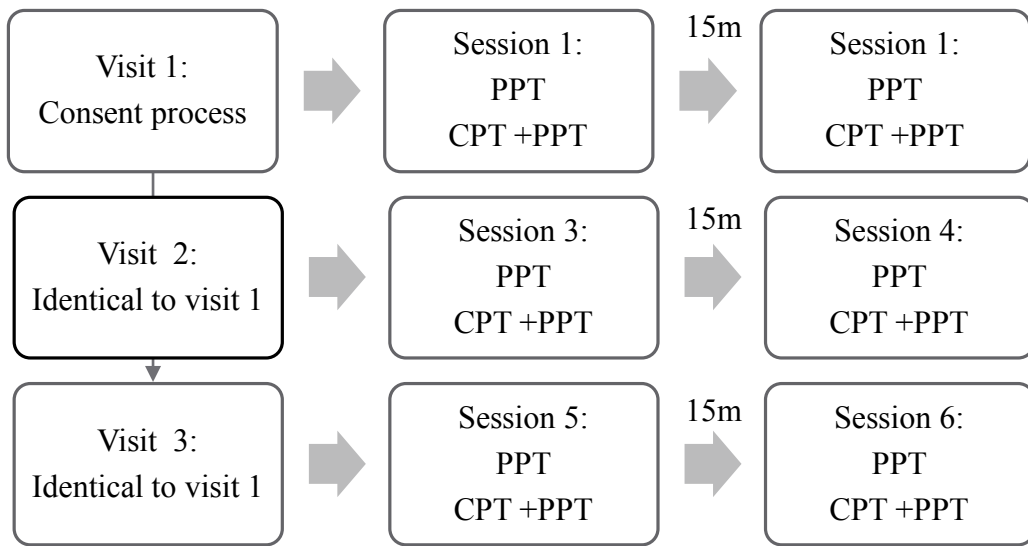 Visit 1:
Consent process
Session 1:
PPT
CPT +PPT
15m
Session 1:
PPT
CPT +PPT
Visit 2:
Identical to visit 1
Session 3:
PPT
CPT +PPT
15m
Session 4:
PPT
CPT +PPT
Visit 3:
Identical to visit 1
Session 5:
PPT
CPT +PPT
15m
Session 6:
PPT
CPT +PPT